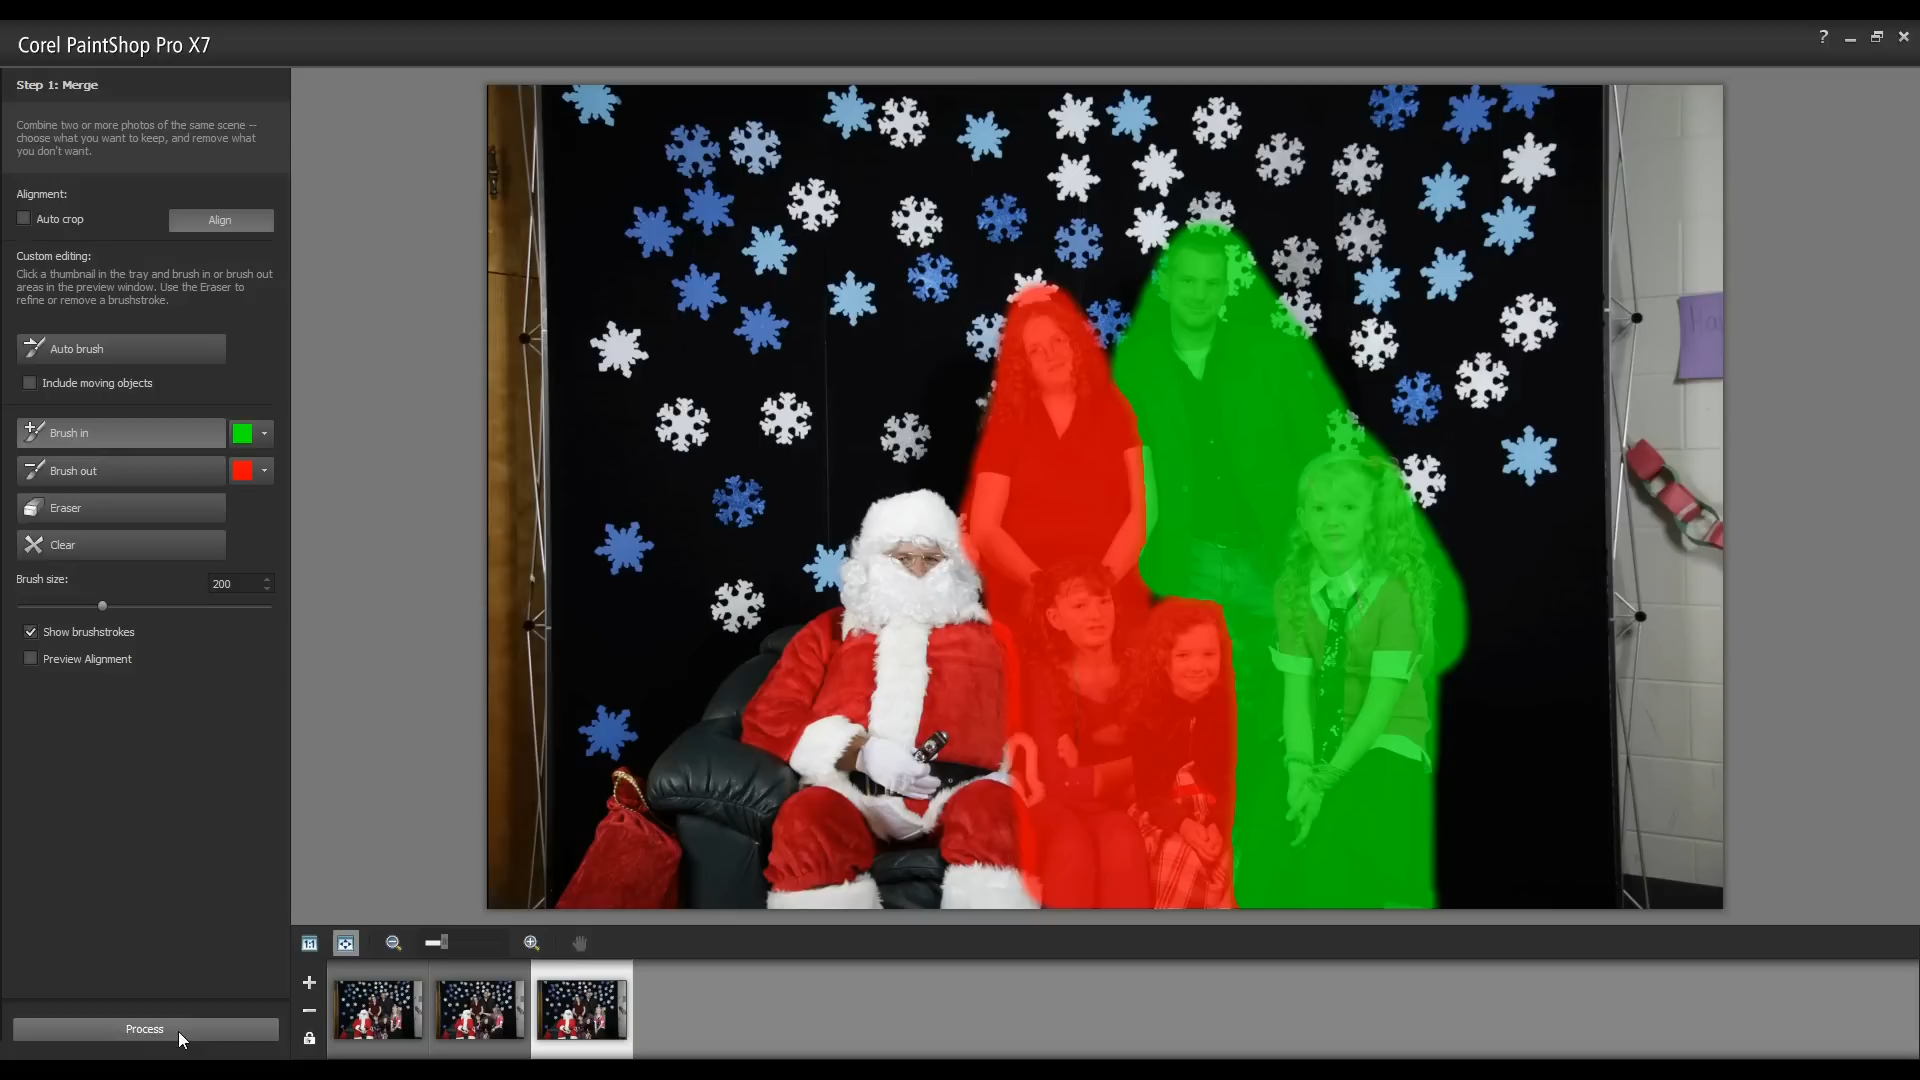 Corel PaintShop Pro X7
?
Step 1: Merge
Combine two or more photos of the same scene --
choose what you want to keep, and remove what
you don't want.
Alignment:
Auto crop
Align
Custom editing:
Click a thumbnail in the tray and brush in or brush out
areas in the preview window. Use the Eraser to
refine or remove a brushstroke.
Auto brush
Include moving objects
Brush in
Brush out
Eraser
Clear
Brush size:
200
Show brushstrokes
Preview Alignment
1:1
Process